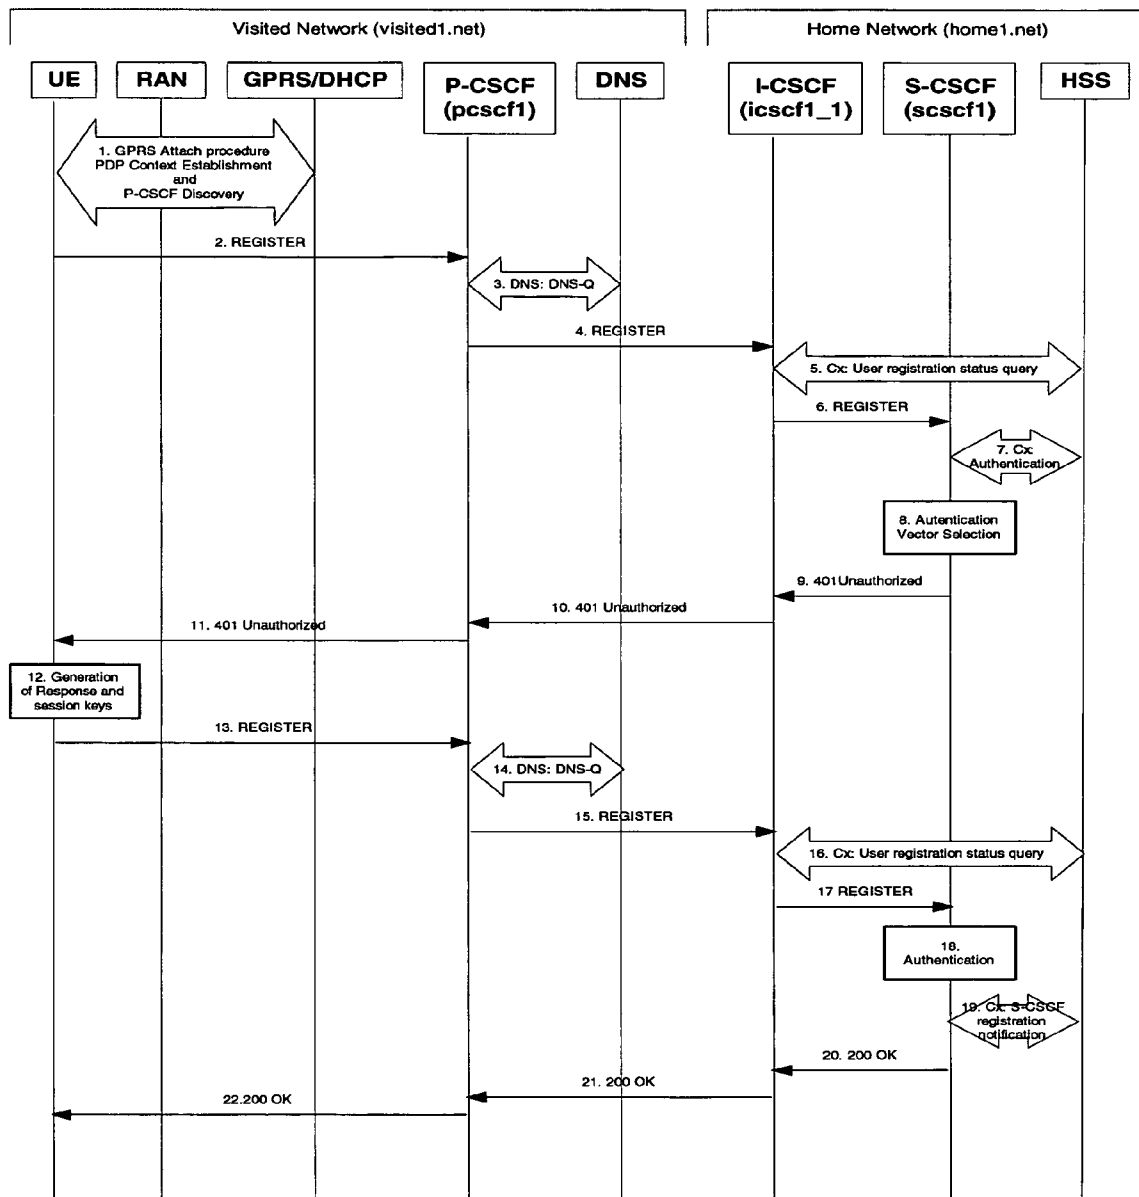 Visited Network (visited1.net)
Home Network (home1.net)
UE
RAN
GPRS/DHCP
P-CSCF
(pcscf1)
DNS
I-CSCF
(icscf1_1)
S-CSCF
(scscf1)
HSS
1. GPRS Attach procedure
PDP Context Establishment
and
P-CSCF Discovery
2. REGISTER
3. DNS: DNS-Q
4. REGISTER
5. Cx: User registration status query
6. REGISTER
7. Cx:
Authentication
8. Autentication
Vector Selection
9. 401Unauthorized
10. 401 Unauthorized
11. 401 Unauthorized
12. Generation
of Response and
session keys
13. REGISTER
14. DNS: DNS-Q
15. REGISTER
16. Cx: User registration status query
17 REGISTER
18.
Authentication
19. Cx: S-CSCF
registration
notification
20. 200 OK
21. 200 OK
22.200 OK